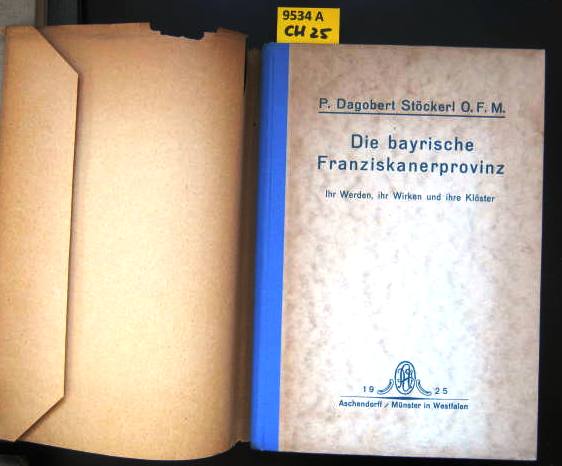 9534 A
CH 25
P. Dagobert Stöckerl O. F. M.
Die bayrische
Franziskanerprovinz
Ihr Werden, ihr Wirken und ihre Klöster
19 25
Aschendorff / Münster in Westfalen